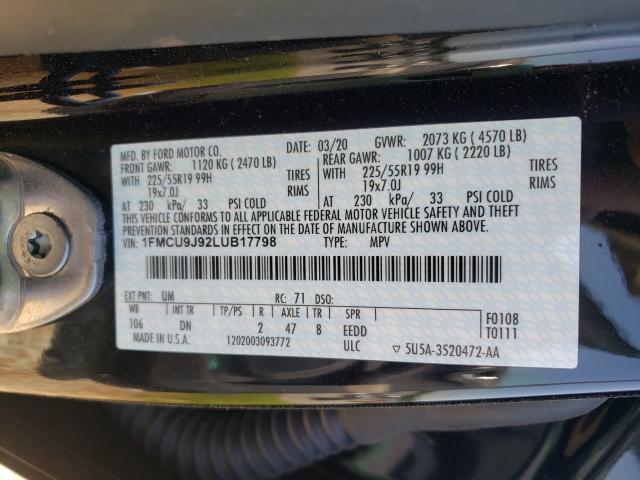 MFD. BY FORD MOTOR CO. DATE: 03/20 GVWR: 2073 KG ( 4570 LB)
FRONT GAWR: 1120 KG ( 2470 LB) REAR GAWR: 1007 KG ( 2220 LB)
WITH 225/55R19 99H TIRES WITH 225/55R19 99H TIRES
19x7.0J RIMS 19x7.0J RIMS
AT 230 kPa/ 33 PSI COLD AT 230 kPa/ 33 PSI COLD
THIS VEHICLE CONFORMS TO ALL APPLICABLE FEDERAL MOTOR VEHICLE SAFETY AND THEFT
PREVENTION STANDARDS IN EFFECT ON THE DATE OF MANUFACTURE SHOWN ABOVE.
VIN: 1FMCU9J92LUB17798 TYPE: MPV
EXT PNT: UM RC: 71 DSO:
WB INT TR TP/PS R AXLE TR SPR
106 DN 2 47 8 EEDD
F0108
T0111
MADE IN U.S.A. 1202003093772 ULC ▽ 5U5A-3520472-AA